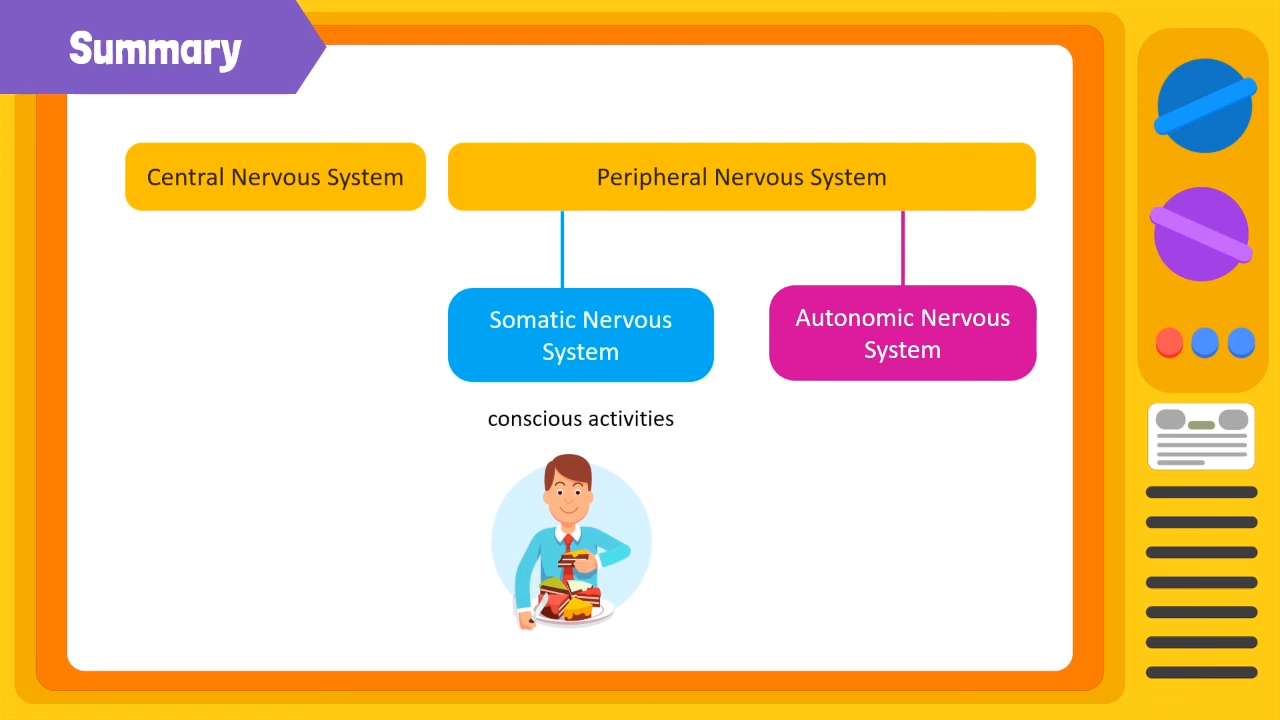 Summary
Central Nervous System
Peripheral Nervous System
Somatic Nervous
System
Autonomic Nervous
System
conscious activities